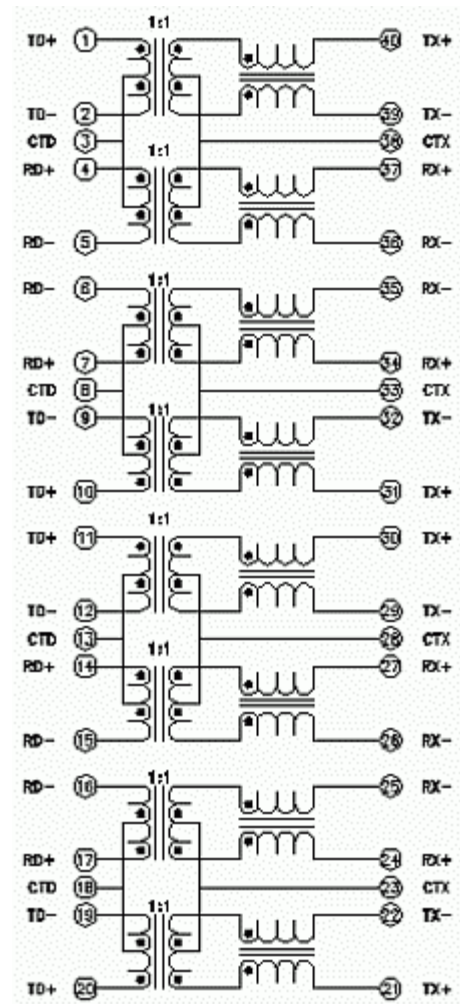 1:1
TD+ 1 40 TX+
TD- 2 39 TX-
CTD 3 38 CTX
1:1
RD+ 4 37 RX+
RD- 5 36 RX-
1:1
RD- 6 35 RX-
RD+ 7 34 RX+
CTD 8 33 CTX
1:1
TD- 9 32 TX-
TD+ 10 31 TX+
1:1
TD+ 11 30 TX+
TD- 12 29 TX-
CTD 13 28 CTX
1:1
RD+ 14 27 RX+
RD- 15 26 RX-
1:1
RD- 16 25 RX-
RD+ 17 24 RX+
CTD 18 23 CTX
1:1
TD- 19 22 TX-
TD+ 20 21 TX+